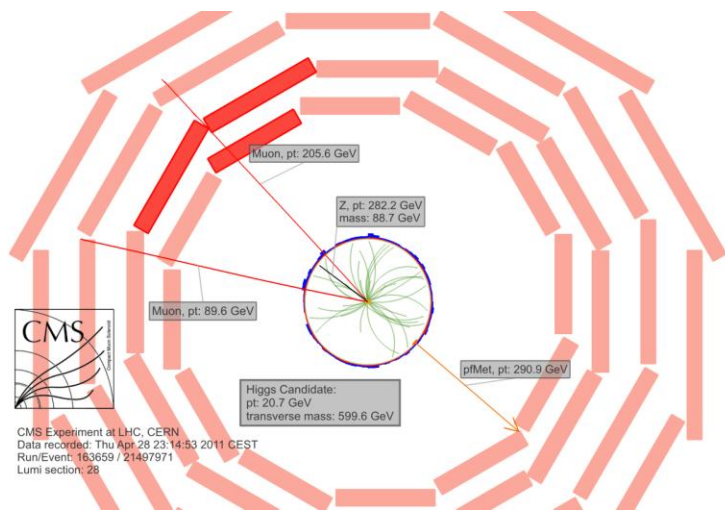 Muon, pt: 205.6 GeV
Z, pt: 282.2 GeV
mass: 88.7 GeV
Muon, pt: 89.6 GeV
CMS
Compact Muon Solenoid
pfMet, pt: 290.9 GeV
Higgs Candidate:
pt: 20.7 GeV
transverse mass: 599.6 GeV
CMS Experiment at LHC, CERN
Data recorded: Thu Apr 28 23:14:53 2011 CEST
Run/Event: 163659 / 21497971
Lumi section: 28